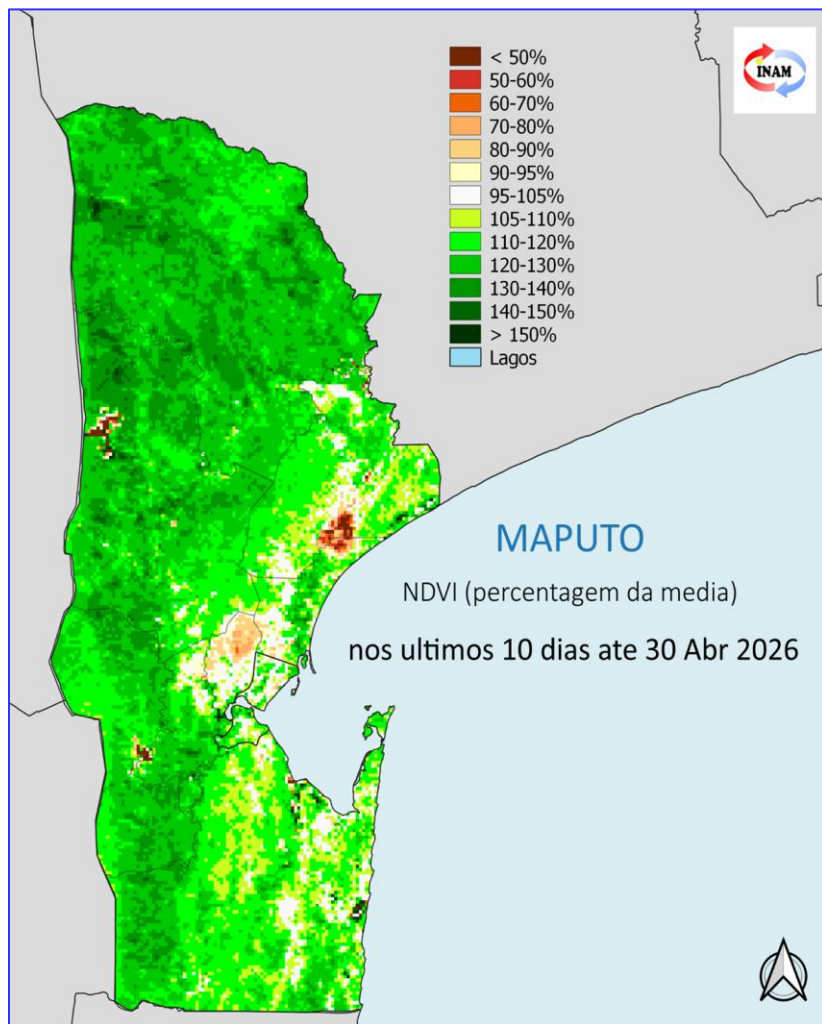 < 50%
50-60%
60-70%
70-80%
80-90%
90-95%
95-105%
105-110%
110-120%
120-130%
130-140%
140-150%
> 150%
Lagos
INAM
MAPUTO
NDVI (percentagem da media)
nos ultimos 10 dias ate 30 Abr 2026